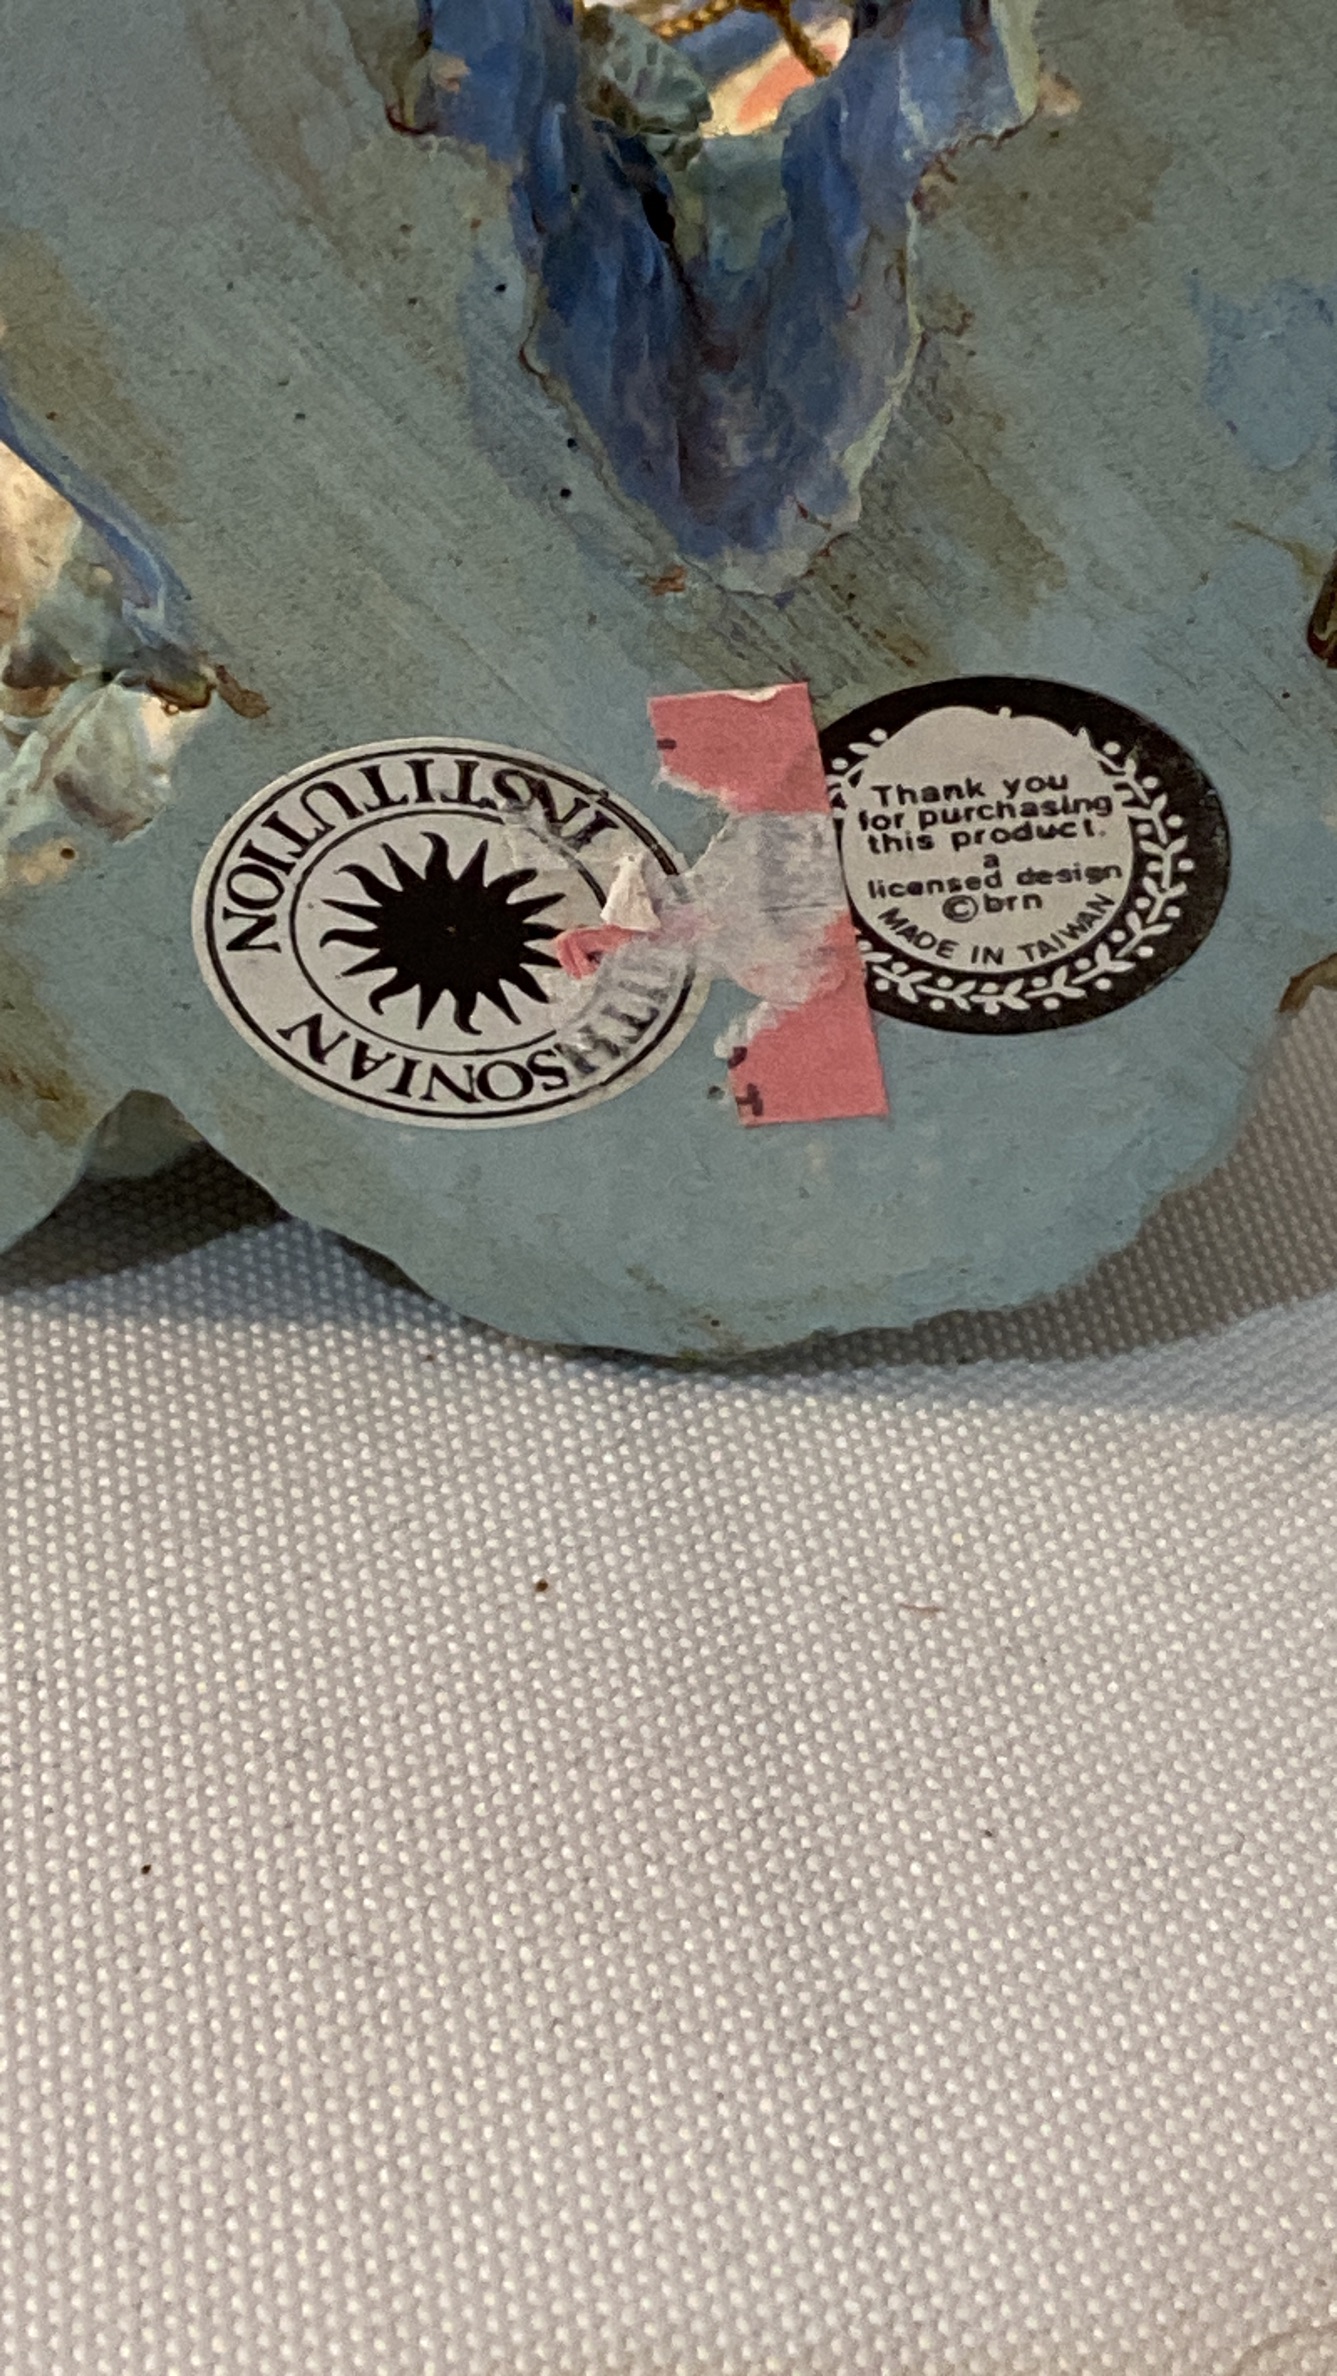 SMITHSONIAN
INSTITUTION
Thank you
for purchasing
this product.
a
licensed design
©brn
MADE IN TAIWAN